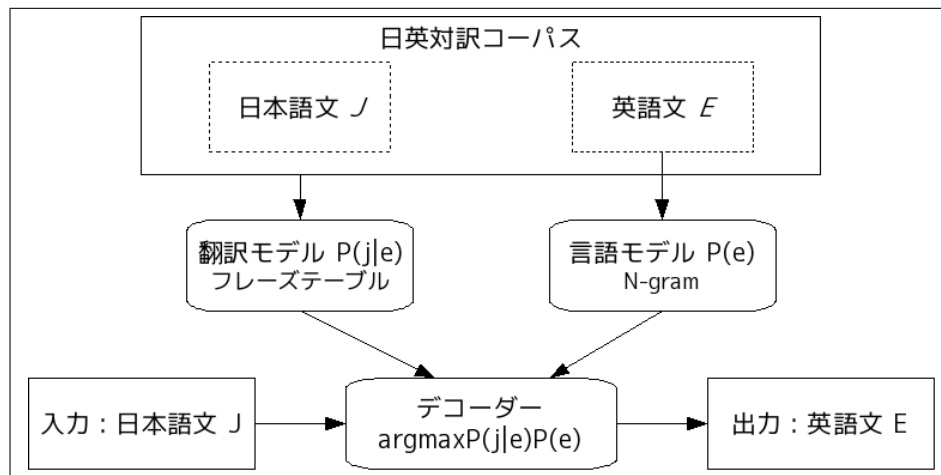 日英対訳コーパス
日本語文 J
英語文 E
翻訳モデル P(j|e)
フレーズテーブル
言語モデル P(e)
N-gram
入力：日本語文 J
デコーダー
argmaxP(j|e)P(e)
出力：英語文 E